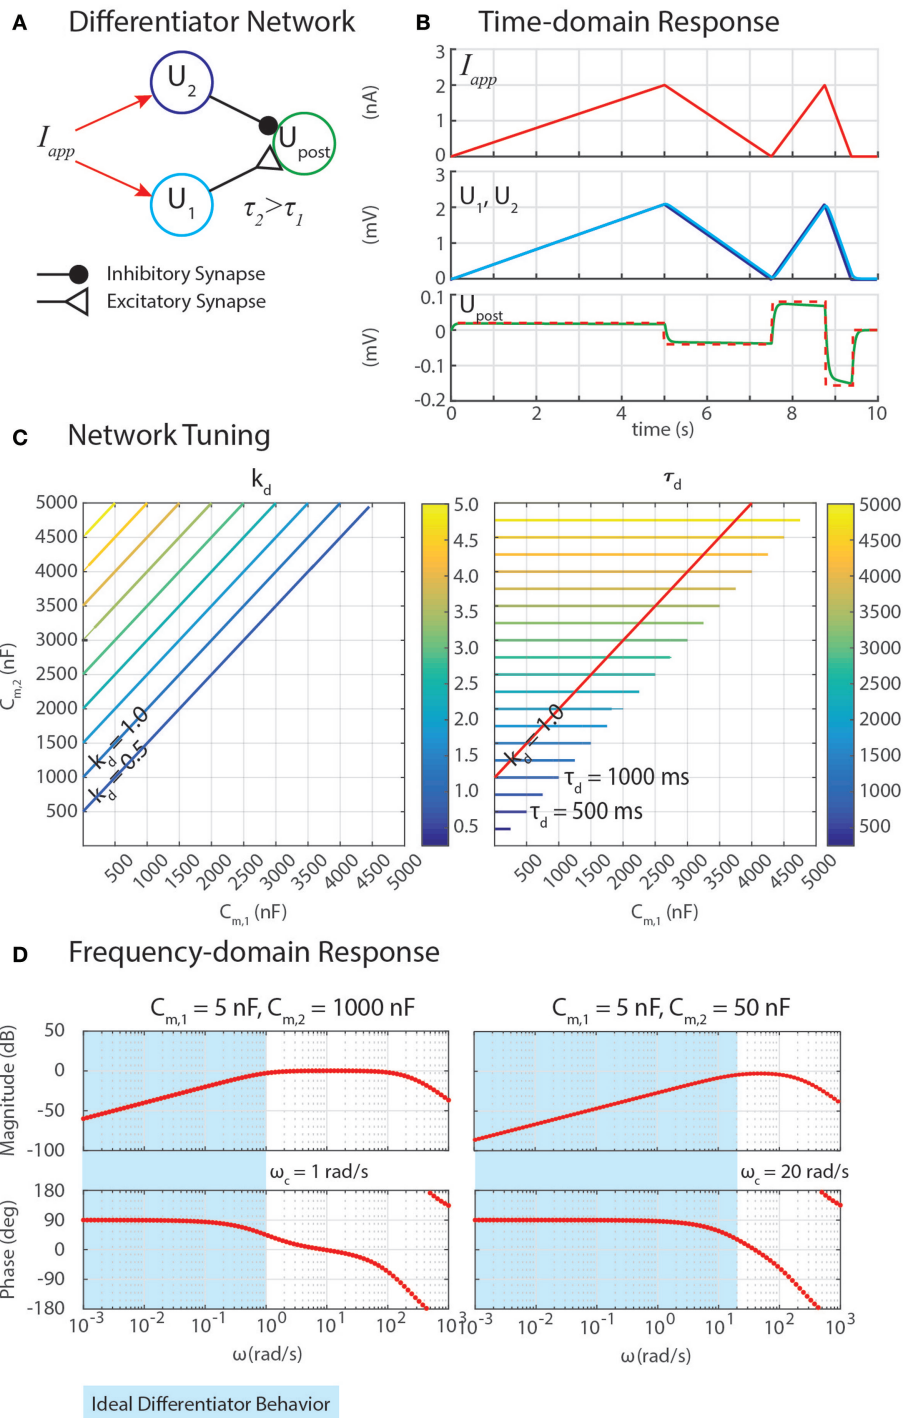 A Differentiator Network
U2
Iapp
Upost
U1
τ2>τ1
Inhibitory Synapse
Excitatory Synapse
B Time-domain Response
3
2
1
0
(nA)
Iapp
3
2
1
0
(mV)
U1, U2
0.1
0
-0.1
-0.2
(mV)
Upost
0 2 4 6 8 10
time (s)
C Network Tuning
kd
5000
4500
4000
3500
3000
2500
2000
1500
1000
500
Cm,2 (nF)
kd = 1.0
kd = 0.5
500 1000 1500 2000 2500 3000 3500 4000 4500 5000
Cm,1 (nF)
5.0
4.5
4.0
3.5
3.0
2.5
2.0
1.5
1.0
0.5
τd
kd = 1.0
τd = 1000 ms
τd = 500 ms
500 1000 1500 2000 2500 3000 3500 4000 4500 5000
Cm,1 (nF)
5000
4500
4000
3500
3000
2500
2000
1500
1000
500
D Frequency-domain Response
Cm,1 = 5 nF, Cm,2 = 1000 nF
50
0
-50
-100
Magnitude (dB)
ωc = 1 rad/s
180
90
0
-90
-180
Phase (deg)
10-3 10-2 10-1 100 101 102 103
ω(rad/s)
Cm,1 = 5 nF, Cm,2 = 50 nF
ωc = 20 rad/s
10-3 10-2 10-1 100 101 102 103
ω(rad/s)
Ideal Differentiator Behavior